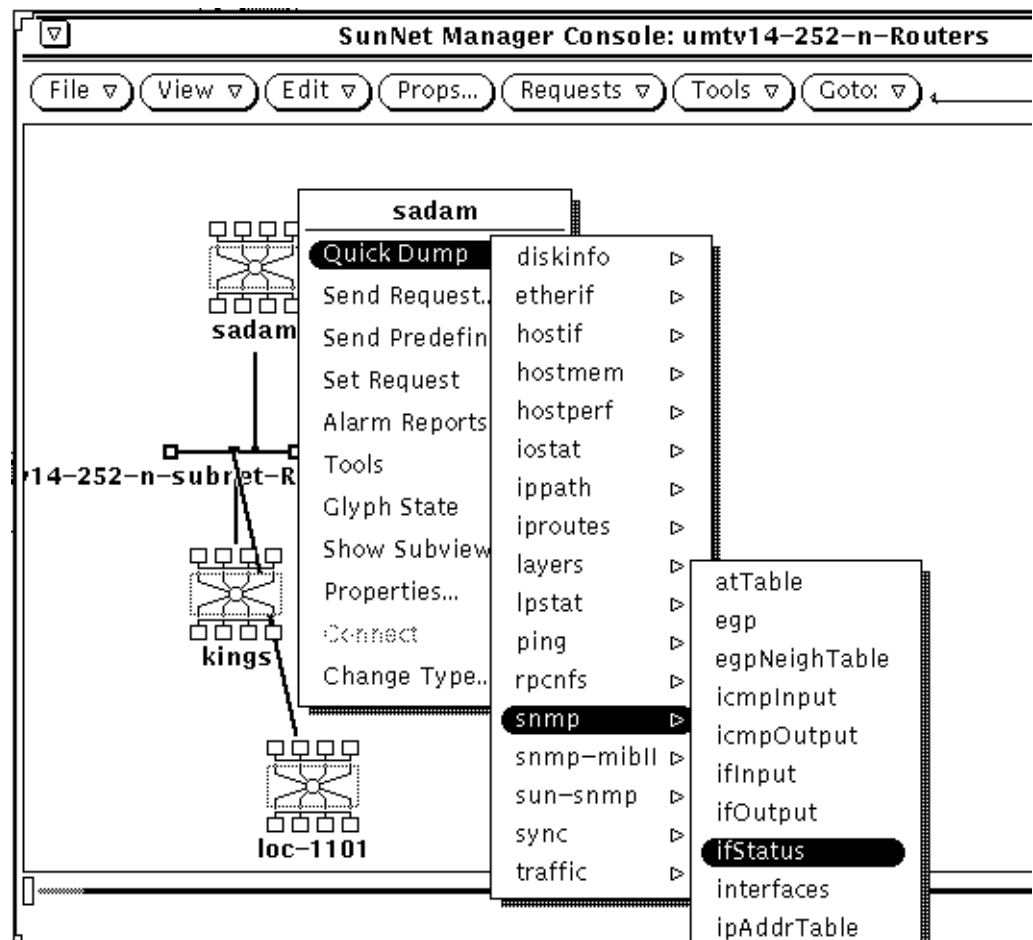 SunNet Manager Console: umtv14-252-n-Routers
File View Edit Props... Requests Tools Goto:
sadam
Quick Dump
Send Request..
Send Predefin
Set Request
Alarm Reports
Tools
Glyph State
Show Subview
Properties...
Connect
Change Type..
diskinfo
etherif
hostif
hostmem
hostperf
iostat
ippath
iproutes
layers
lpstat
ping
rpcnfs
snmp
snmp-mibII
sun-snmp
sync
traffic
atTable
egp
egpNeighTable
icmpInput
icmpOutput
ifInput
ifOutput
ifStatus
interfaces
ipAddrTable
sadam
v14-252-n-subnet-R
kings
loc-1101